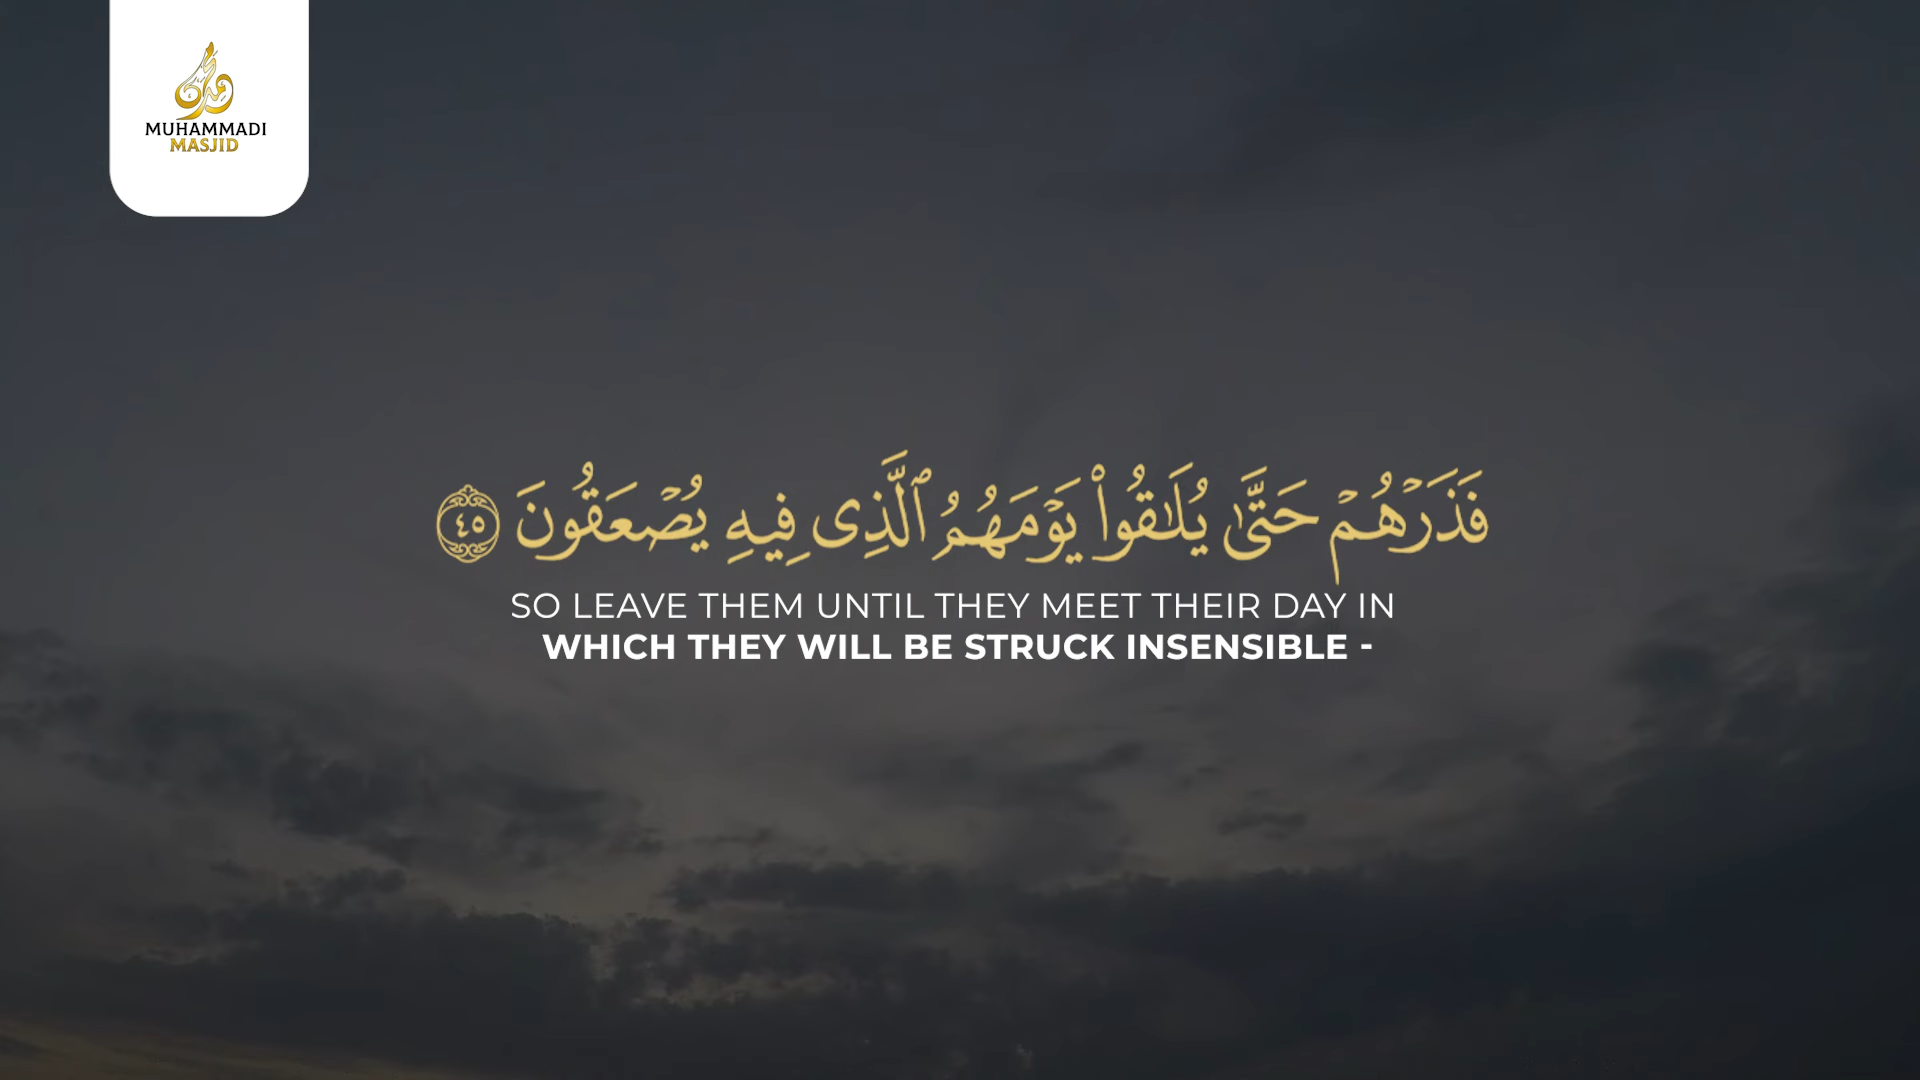 MUHAMMADI
MASJID
فَذَرْهُمْ حَتَّىٰ يُلَـٰقُوا۟ يَوْمَهُمُ ٱلَّذِى فِيهِ يُصْعَقُونَ ٤٥
SO LEAVE THEM UNTIL THEY MEET THEIR DAY IN
WHICH THEY WILL BE STRUCK INSENSIBLE -